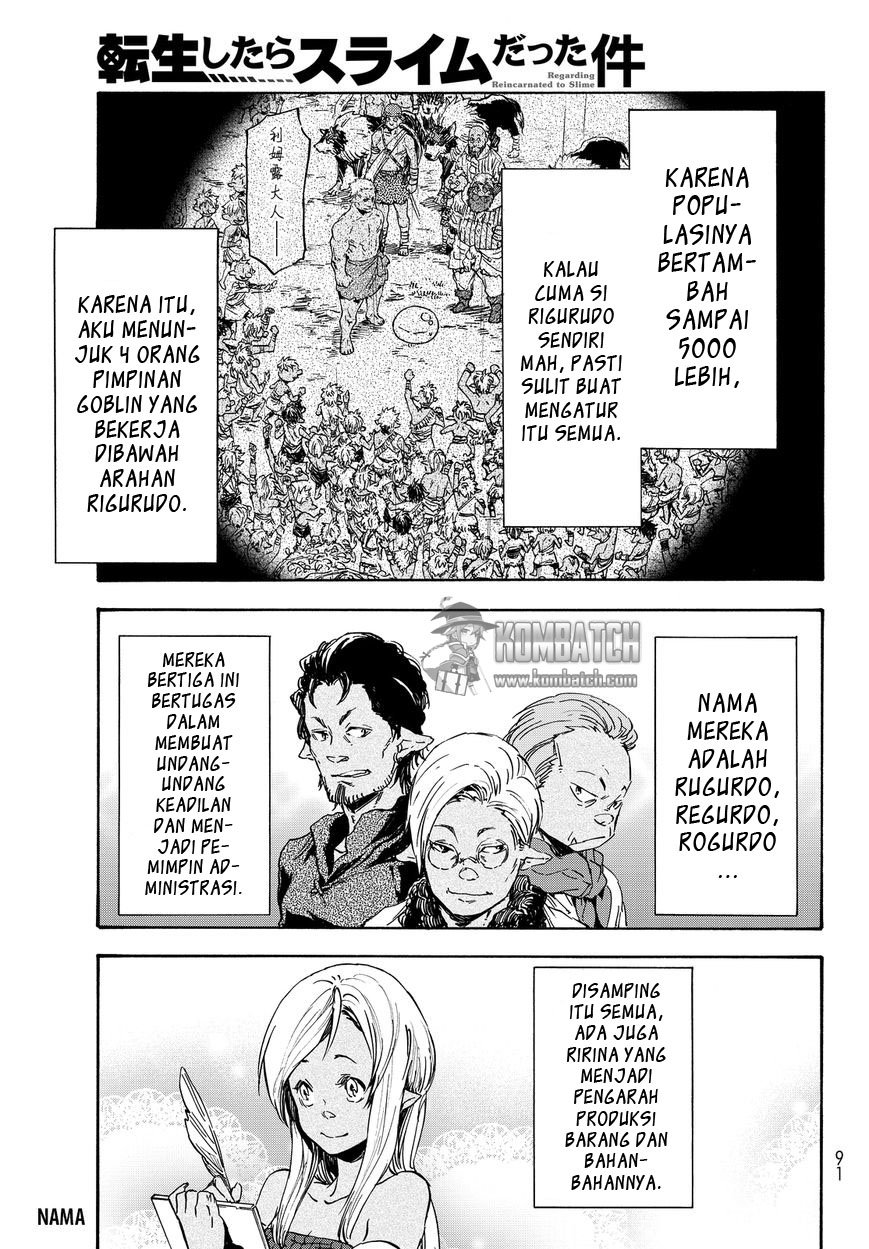 転生したらスライムだった件
Regarding
Reincarnated to Slime
KARENA
POPU-
LASINYA
BERTAM-
BAH
SAMPAI
5000
LEBIH,
利姆露大人——
KALAU
CUMA SI
RIGURUDO
SENDIRI
MAH, PASTI
SULIT BUAT
MENGATUR
ITU SEMUA.
KARENA ITU,
AKU MENUN-
JUK 4 ORANG
PIMPINAN
GOBLIN YANG
BEKERJA
DIBAWAH
ARAHAN
RIGURUDO.
KOMBATCH
www.kombatch.com
NAMA
MEREKA
ADALAH
RUGURDO,
REGURDO,
ROGURDO
...
MEREKA
BERTIGA INI
BERTUGAS
DALAM
MEMBUAT
UNDANG-
UNDANG
KEADILAN
DAN MEN-
JADI PE-
MIMPIN AD-
MINISTRASI.
DISAMPING
ITU SEMUA,
ADA JUGA
RIRINA YANG
MENJADI
PENGARAH
PRODUKSI
BARANG DAN
BAHAN-
BAHANNYA.
91
NAMA